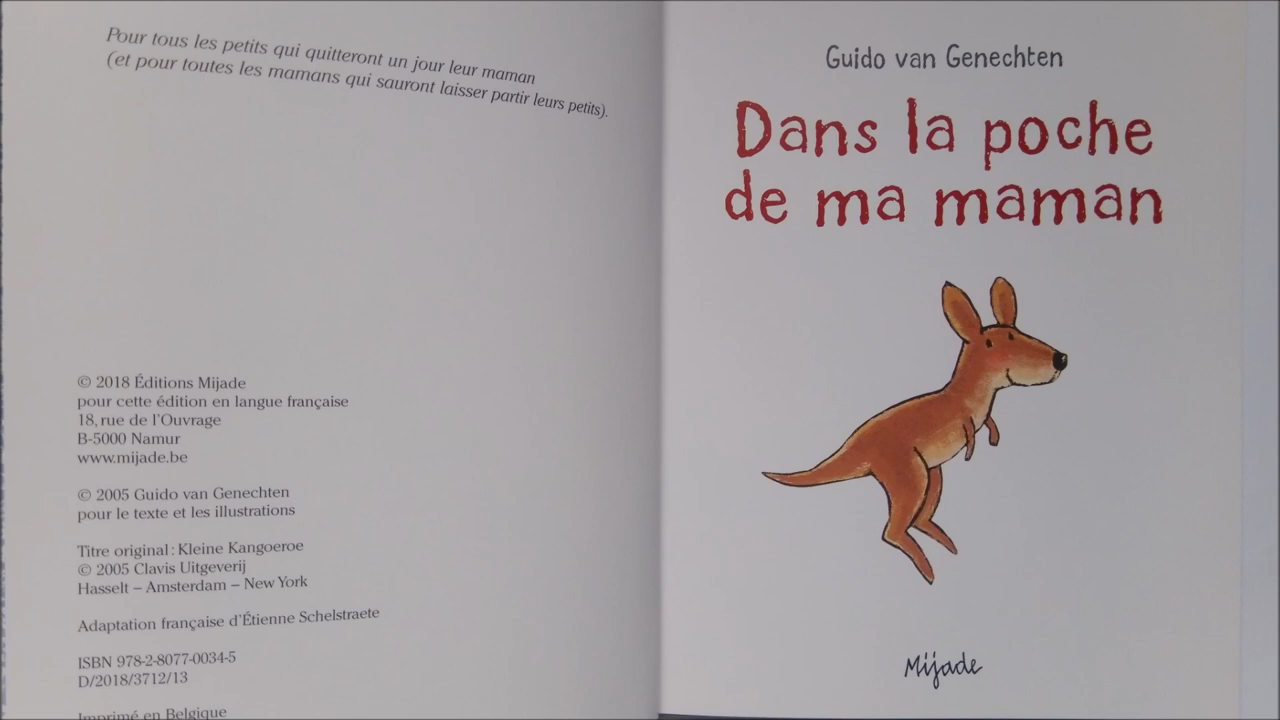 Pour tous les petits qui quitteront un jour leur maman
(et pour toutes les mamans qui sauront laisser partir leurs petits).
© 2018 Éditions Mijade
pour cette édition en langue française
18, rue de l'Ouvrage
B-5000 Namur
www.mijade.be
© 2005 Guido van Genechten
pour le texte et les illustrations
Titre original : Kleine Kangoeroe
© 2005 Clavis Uitgeverij
Hasselt – Amsterdam – New York
Adaptation française d'Étienne Schelstraete
ISBN 978-2-8077-0034-5
D/2018/3712/13
Imprimé en Belgique
Guido van Genechten
Dans la poche
de ma maman
Mijade